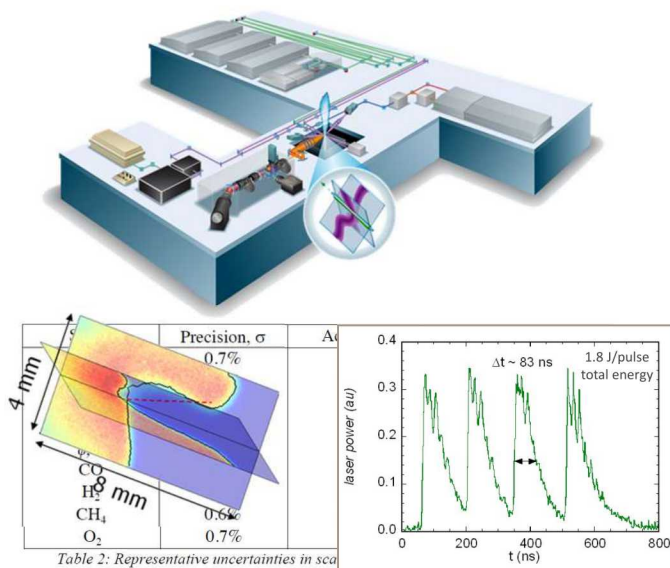 Precision, σ
0.7%
4 mm
8 mm
CO
H₂
CH₄
0.6%
O₂
0.7%
Table 2: Representative uncertainties in sca
Δt ~ 83 ns
1.8 J/pulse
total energy
laser power (au)
0.4
0.3
0.2
0.1
0.0
0 200 400 600 800
t (ns)